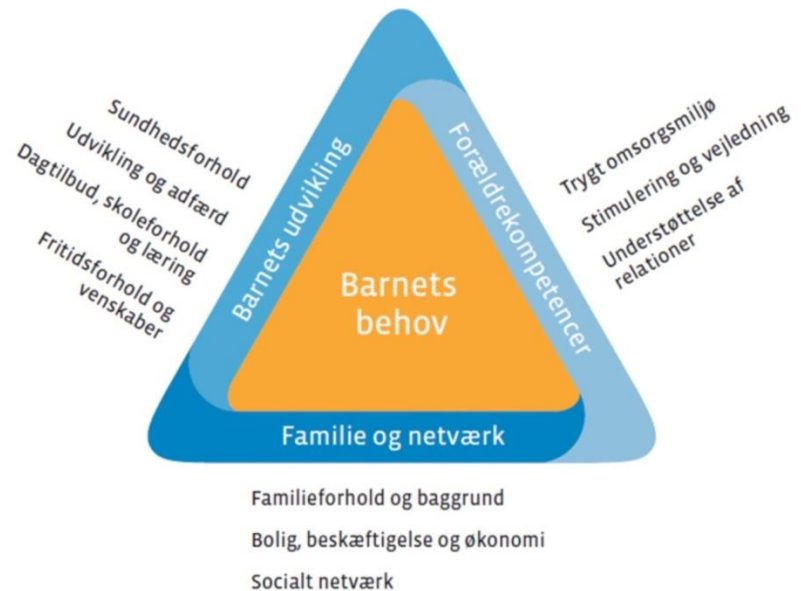 Sundhedsforhold
Udvikling og adfærd
Dagtilbud, skoleforhold
og læring
Fritidsforhold og
venskaber
Barnets udvikling
Barnets
behov
Forældrekompetencer
Trygt omsorgsmiljø
Stimulering og vejledning
Understøttelse af
relationer
Familie og netværk
Familieforhold og baggrund
Bolig, beskæftigelse og økonomi
Socialt netværk